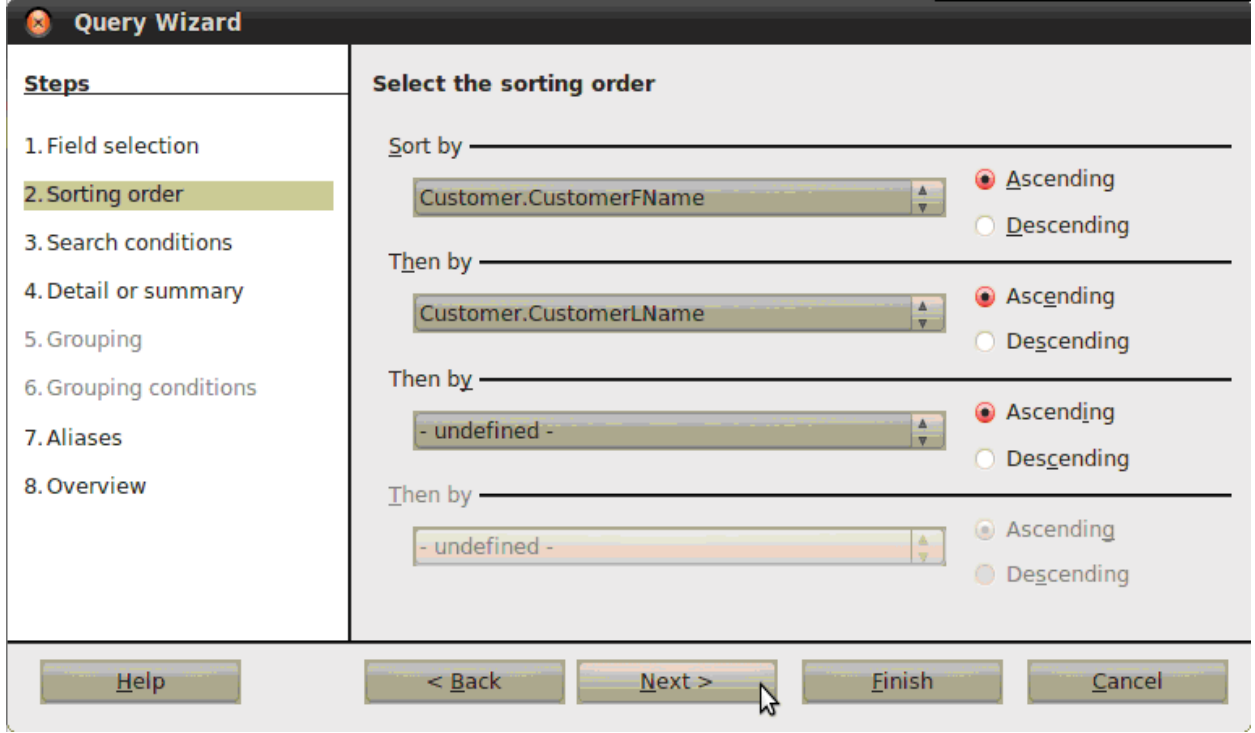 Query Wizard
Steps
1. Field selection
2. Sorting order
3. Search conditions
4. Detail or summary
5. Grouping
6. Grouping conditions
7. Aliases
8. Overview
Select the sorting order
Sort by
Customer.CustomerFName
Ascending
Descending
Then by
Customer.CustomerLName
Ascending
Descending
Then by
- undefined -
Ascending
Descending
Then by
- undefined -
Ascending
Descending
Help
< Back
Next >
Finish
Cancel